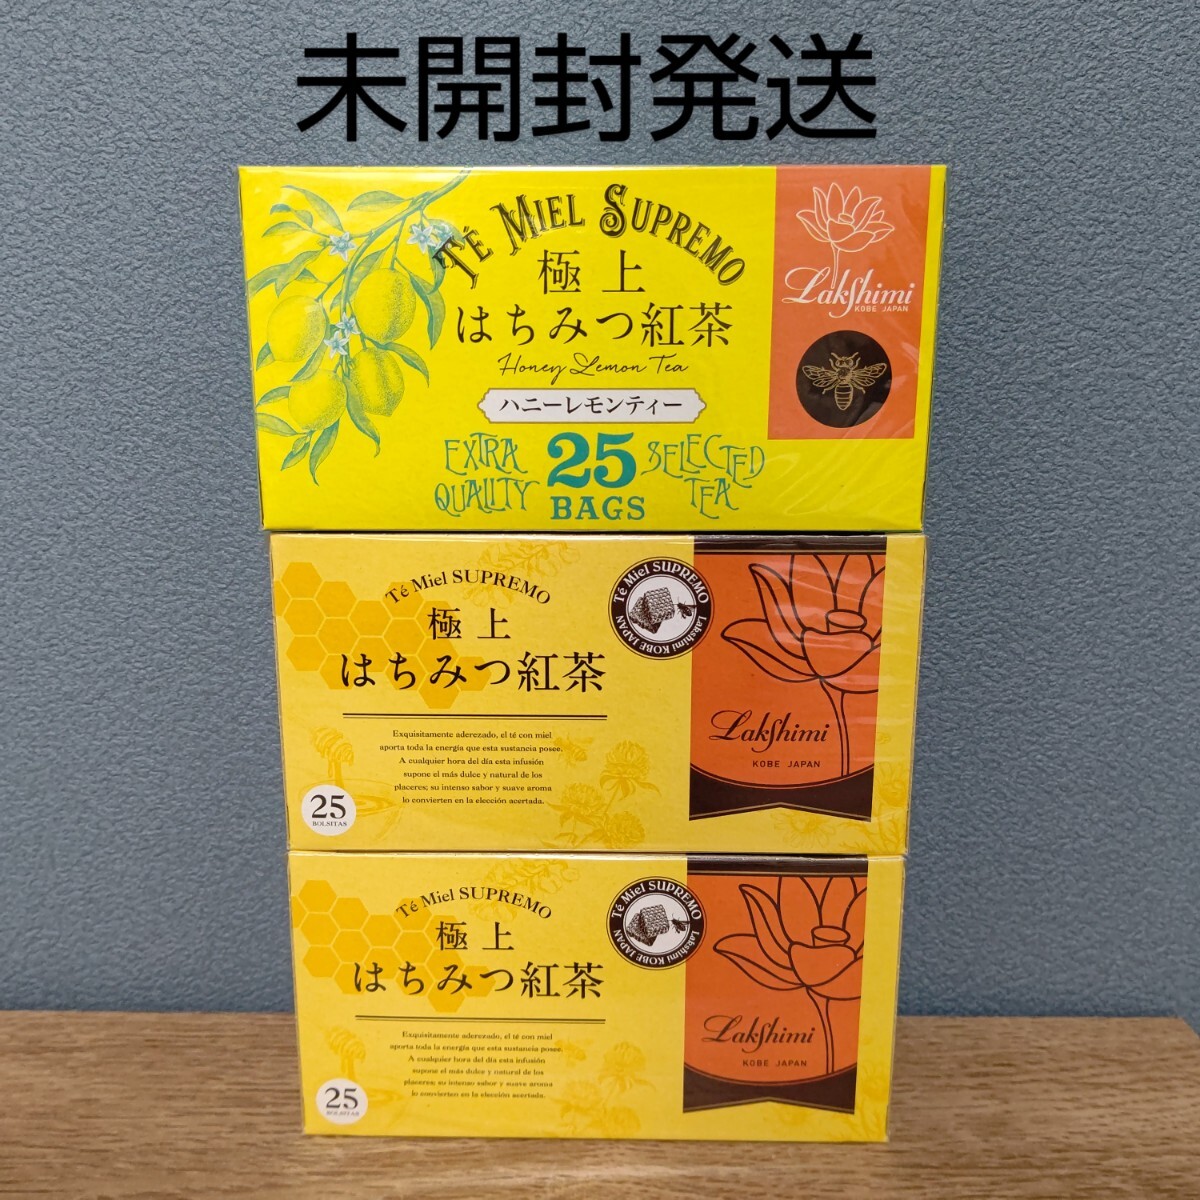 未開封発送
TÉ MIEL SUPREMO
極上
はちみつ紅茶
Honey Lemon Tea
ハニーレモンティー
EXTRA QUALITY
25 BAGS
SELECTED TEA
Lakshimi
KOBE JAPAN
Té Miel SUPREMO
極上
はちみつ紅茶
Exquisitamente aderezado, el té con miel
aporta toda la energía que esta sustancia posee.
A cualquier hora del día esta infusión
supone el más dulce y natural de los
placeres; su intenso sabor y suave aroma
lo convierten en la elección acertada.
25
BOLSITAS
Té Miel SUPREMO
Lakshimi KOBE JAPAN
Lakshimi
KOBE JAPAN
Té Miel SUPREMO
極上
はちみつ紅茶
Exquisitamente aderezado, el té con miel
aporta toda la energía que esta sustancia posee.
A cualquier hora del día esta infusión
supone el más dulce y natural de los
placeres; su intenso sabor y suave aroma
lo convierten en la elección acertada.
25
BOLSITAS
Té Miel SUPREMO
Lakshimi KOBE JAPAN
Lakshimi
KOBE JAPAN